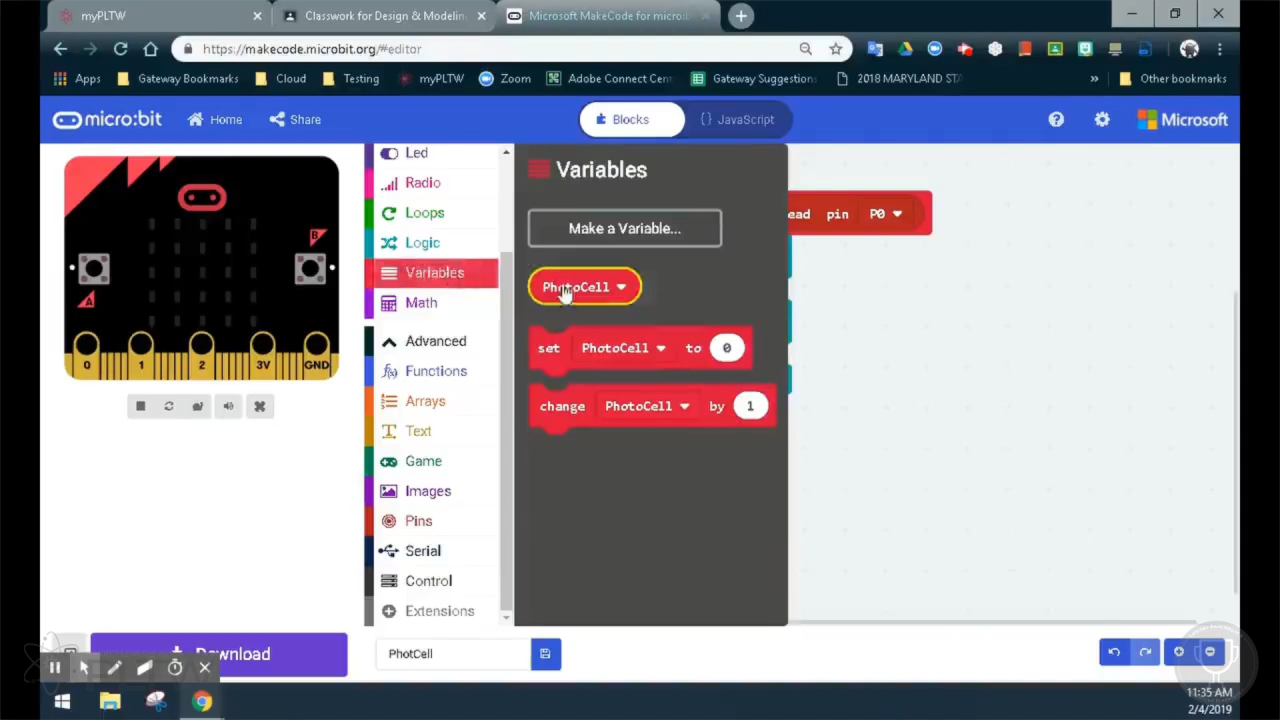 myPLTW
Classwork for Design & Modelin
Microsoft MakeCode for micro:bi
https://makecode.microbit.org/#editor
Apps
Gateway Bookmarks
Cloud
Testing
myPLTW
Zoom
Adobe Connect Cen
Gateway Suggestions
2018 MARYLAND STA
»
Other bookmarks
micro:bit
Home
Share
Blocks
{} JavaScript
Microsoft
A
B
0 1 2 3V GND
Led
Radio
Loops
Logic
Variables
Math
Advanced
Functions
Arrays
Text
Game
Images
Pins
Serial
Control
Extensions
Variables
Make a Variable...
PhotoCell
set PhotoCell to 0
change PhotoCell by 1
ead pin P0
Download
PhotCell
11:35 AM
2/4/2019